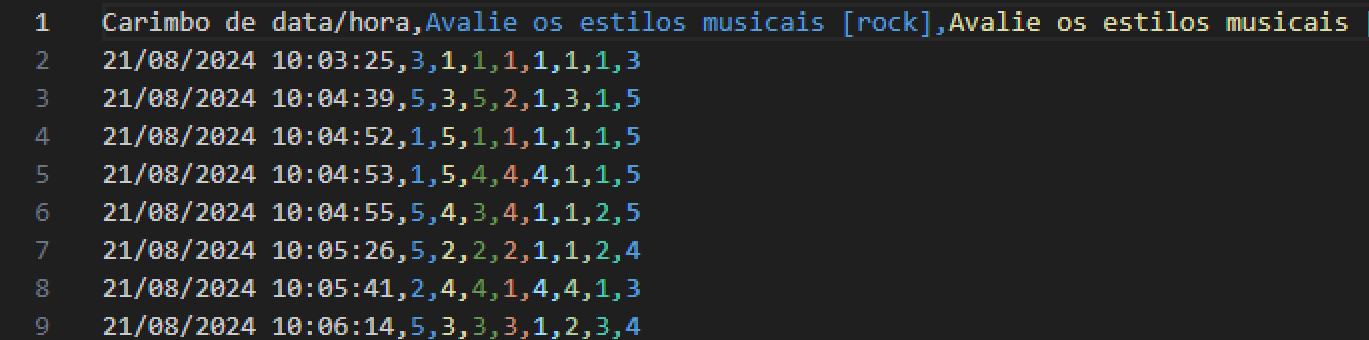 1 Carimbo de data/hora,Avalie os estilos musicais [rock],Avalie os estilos musicais
2 21/08/2024 10:03:25,3,1,1,1,1,1,1,3
3 21/08/2024 10:04:39,5,3,5,2,1,3,1,5
4 21/08/2024 10:04:52,1,5,1,1,1,1,1,5
5 21/08/2024 10:04:53,1,5,4,4,4,1,1,5
6 21/08/2024 10:04:55,5,4,3,4,1,1,2,5
7 21/08/2024 10:05:26,5,2,2,2,1,1,2,4
8 21/08/2024 10:05:41,2,4,4,1,4,4,1,3
9 21/08/2024 10:06:14,5,3,3,3,1,2,3,4